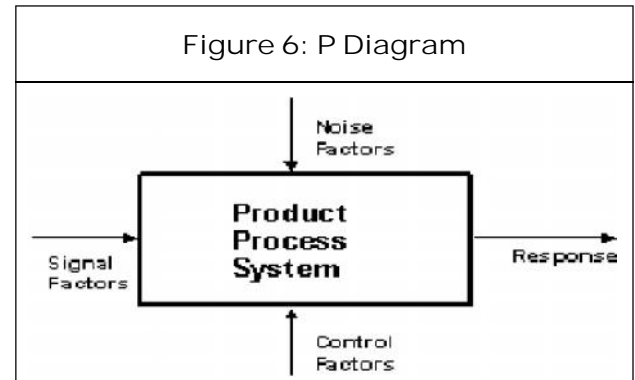 Figure 6: P Diagram
Noise
Factors
Product
Process
System
Signal
Factors
Response
Control
Factors